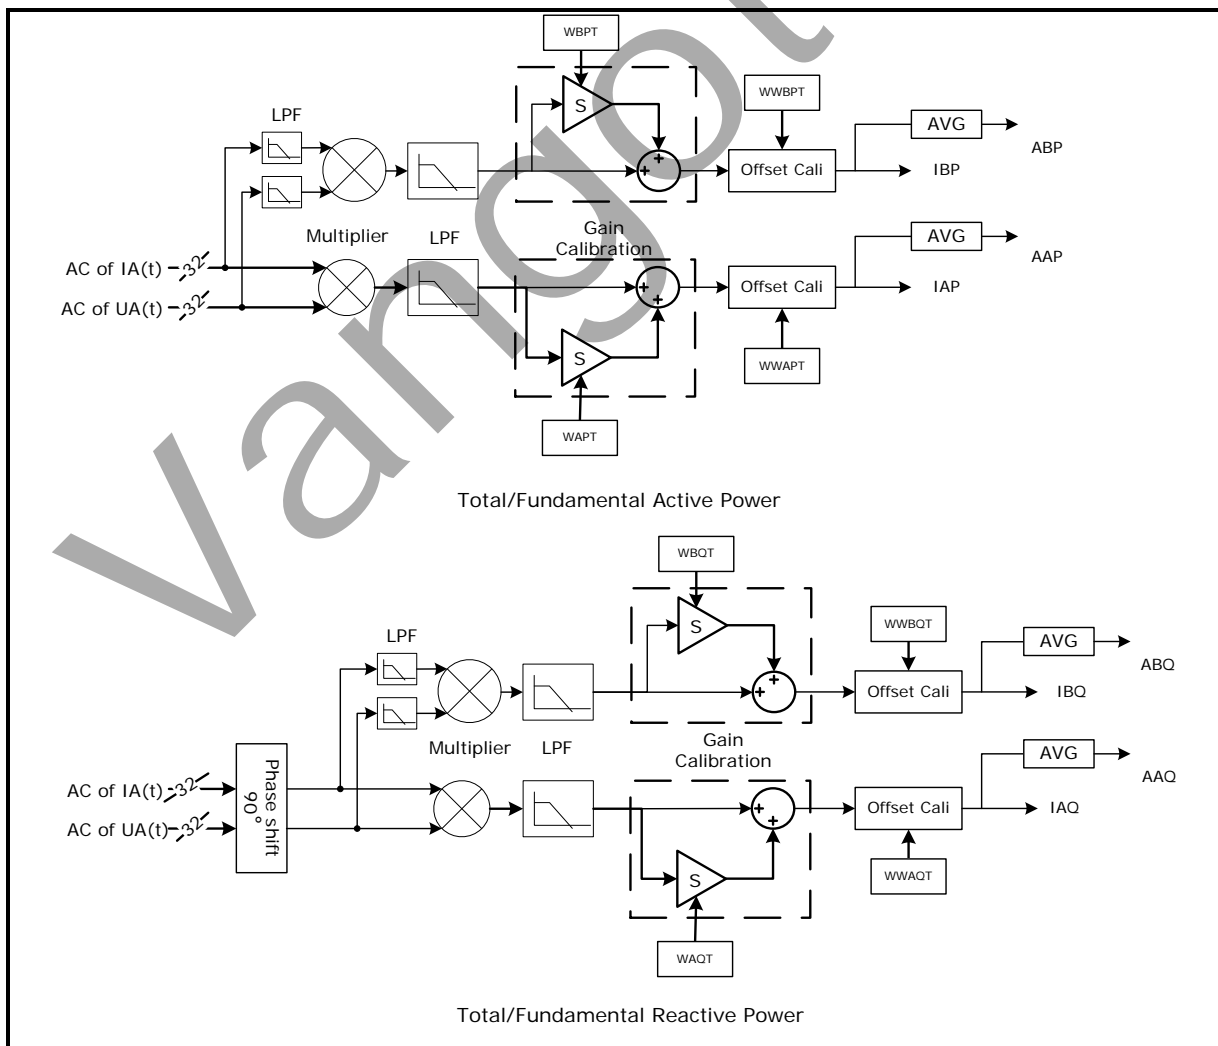 WBPT
S
WWBPT
LPF
AVG
ABP
Offset Cali
IBP
Multiplier
LPF
Gain
Calibration
AVG
AAP
AC of IA(t)
32
AC of UA(t)
32
Offset Cali
IAP
S
WWAPT
WAPT
Total/Fundamental Active Power
WBQT
S
WWBQT
LPF
AVG
ABQ
Offset Cali
IBQ
Multiplier
LPF
Gain
Calibration
AVG
AAQ
Phase shift
90°
AC of IA(t)
32
AC of UA(t)
32
Offset Cali
IAQ
S
WWAQT
WAQT
Total/Fundamental Reactive Power
Vangot